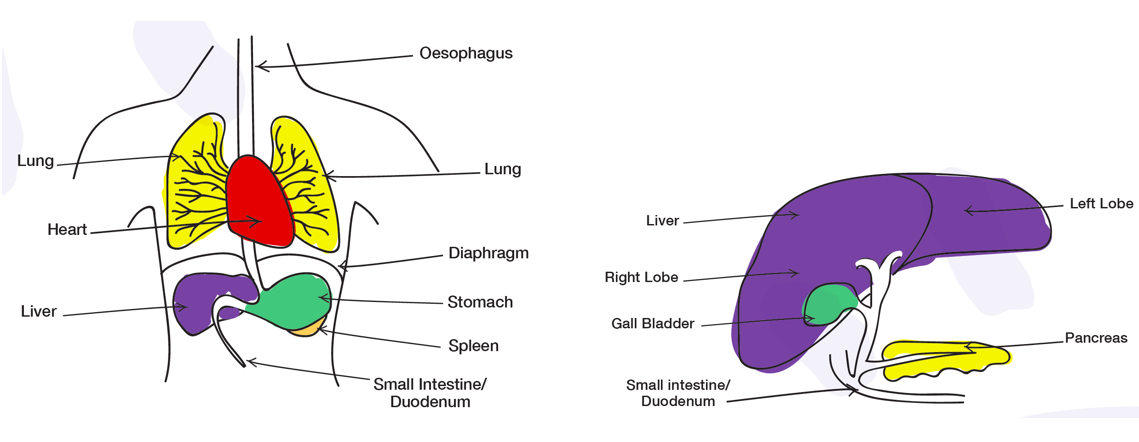 Oesophagus
Lung
Lung
Heart
Diaphragm
Liver
Stomach
Spleen
Small Intestine/
Duodenum
Liver
Left Lobe
Right Lobe
Gall Bladder
Pancreas
Small intestine/
Duodenum